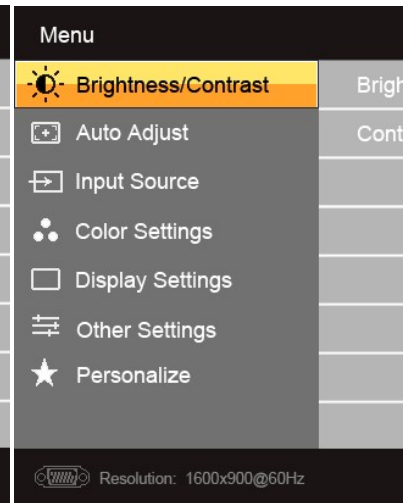 Menu
Brightness/Contrast
Auto Adjust
Input Source
Color Settings
Display Settings
Other Settings
Personalize
Resolution: 1600x900@60Hz